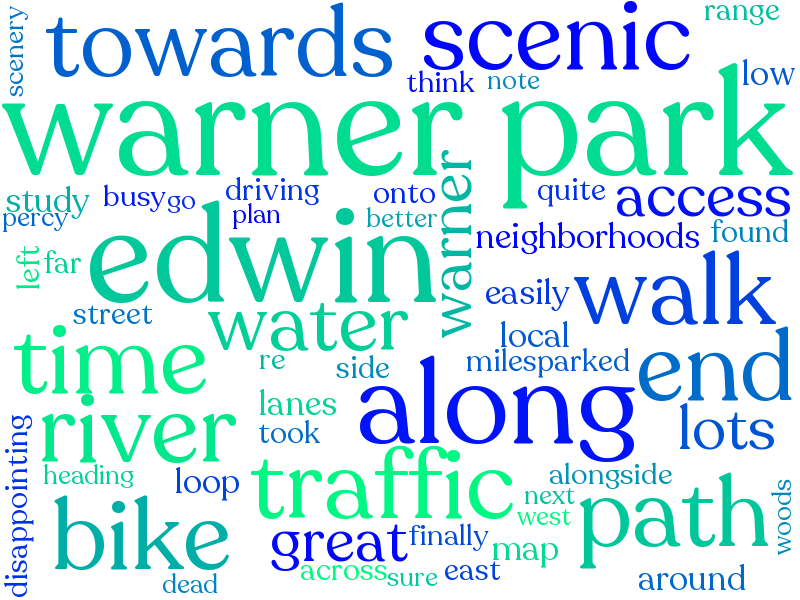 scenery
towards
scenic
range
think
note
low
warner park
study
busy
go
driving
onto
quite
access
percy
plan
better
warner
neighborhoods
found
left
far
edwin
easily
walk
street
water
local
time
re
side
milesparked
end
river
lanes
took
along
lots
disappointing
heading
loop
traffic
alongside
next
west
path
woods
bike
great
finally
map
dead
across
sure
east
around